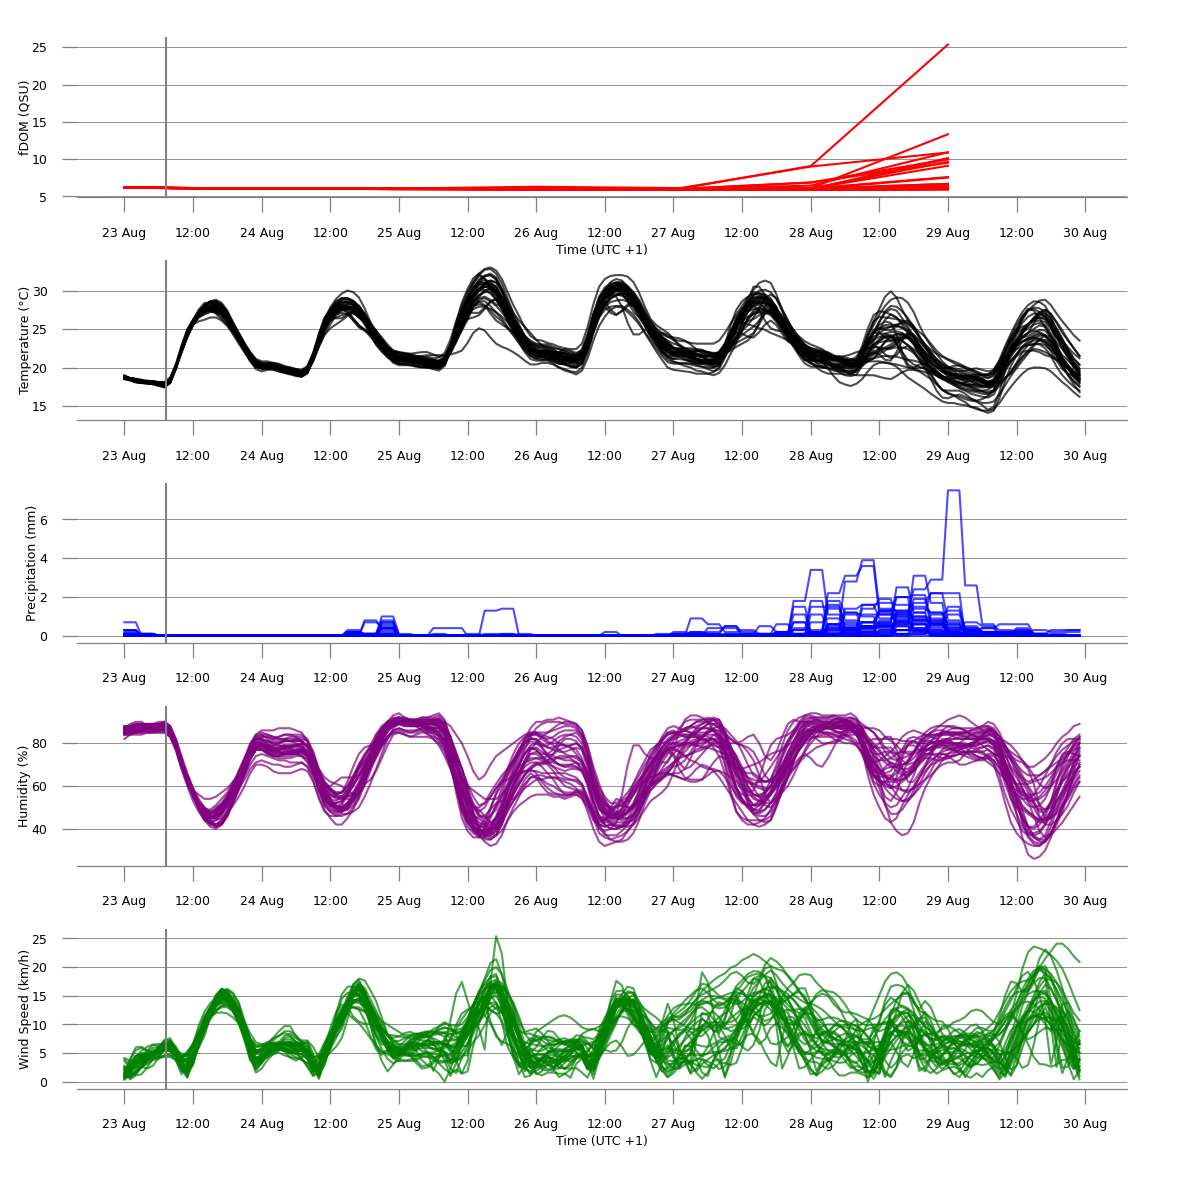 fDOM (QSU)
25
20
15
10
5
23 Aug 12:00 24 Aug 12:00 25 Aug 12:00 26 Aug 12:00 27 Aug 12:00 28 Aug 12:00 29 Aug 12:00 30 Aug
Time (UTC +1)
Temperature (°C)
30
25
20
15
23 Aug 12:00 24 Aug 12:00 25 Aug 12:00 26 Aug 12:00 27 Aug 12:00 28 Aug 12:00 29 Aug 12:00 30 Aug
Precipitation (mm)
6
4
2
0
23 Aug 12:00 24 Aug 12:00 25 Aug 12:00 26 Aug 12:00 27 Aug 12:00 28 Aug 12:00 29 Aug 12:00 30 Aug
Humidity (%)
80
60
40
23 Aug 12:00 24 Aug 12:00 25 Aug 12:00 26 Aug 12:00 27 Aug 12:00 28 Aug 12:00 29 Aug 12:00 30 Aug
Wind Speed (km/h)
25
20
15
10
5
0
23 Aug 12:00 24 Aug 12:00 25 Aug 12:00 26 Aug 12:00 27 Aug 12:00 28 Aug 12:00 29 Aug 12:00 30 Aug
Time (UTC +1)